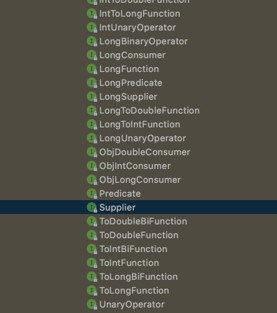 IntToDoubleFunction
IntToLongFunction
IntUnaryOperator
LongBinaryOperator
LongConsumer
LongFunction
LongPredicate
LongSupplier
LongToDoubleFunction
LongToIntFunction
LongUnaryOperator
ObjDoubleConsumer
ObjIntConsumer
ObjLongConsumer
Predicate
Supplier
ToDoubleBiFunction
ToDoubleFunction
ToIntBiFunction
ToIntFunction
ToLongBiFunction
ToLongFunction
UnaryOperator